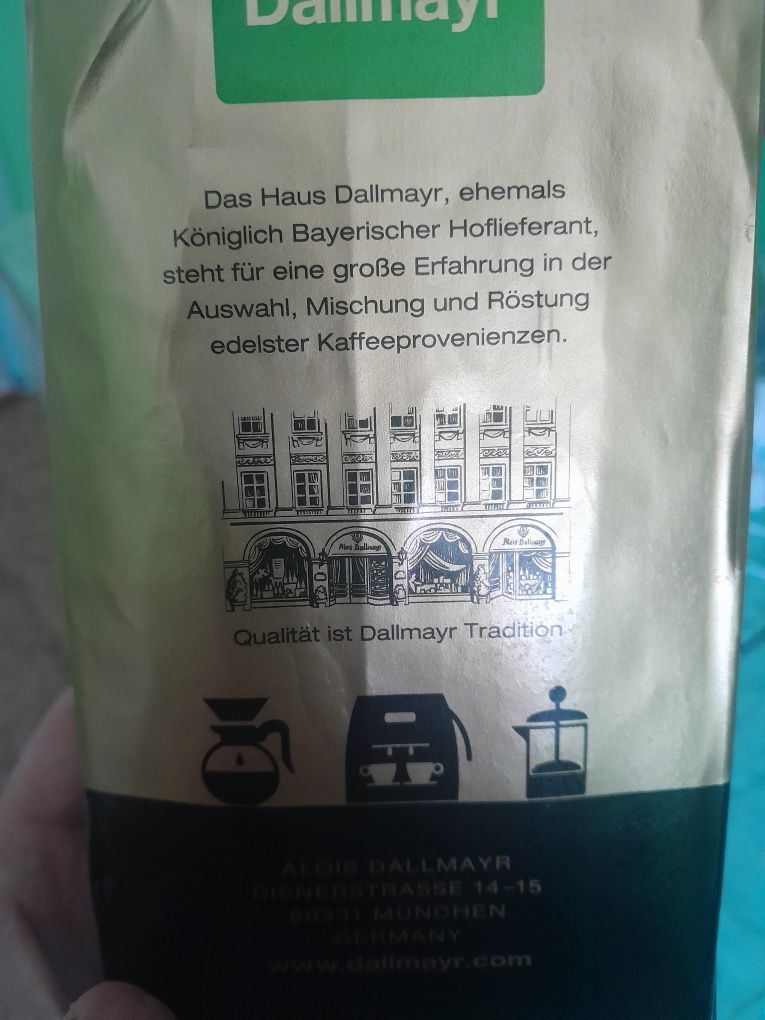 Dallmayr
Das Haus Dallmayr, ehemals
Königlich Bayerischer Hoflieferant,
steht für eine große Erfahrung in der
Auswahl, Mischung und Röstung
edelster Kaffeeprovenienzen.
Alois Dallmayr
Alois Dallmayr
Qualität ist Dallmayr Tradition
ALOIS DALLMAYR
DIENERSTRASSE 14-15
80331 MÜNCHEN
GERMANY
www.dallmayr.com